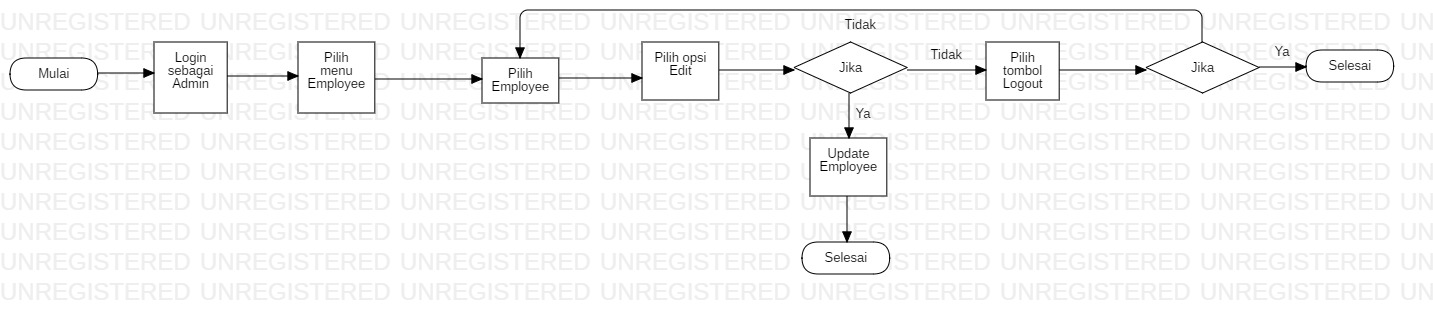 UNREGISTERED UNREGISTERED UNREGISTERED UNREGISTERED UNREGISTERED UNREGISTERED UNREGISTERED UN
Tidak
Mulai
Login
sebagai
Admin
Pilih
menu
Employee
Pilih
Employee
Pilih opsi
Edit
Jika
Tidak
Pilih
tombol
Logout
Jika
Ya
Selesai
Ya
Update
Employee
Selesai